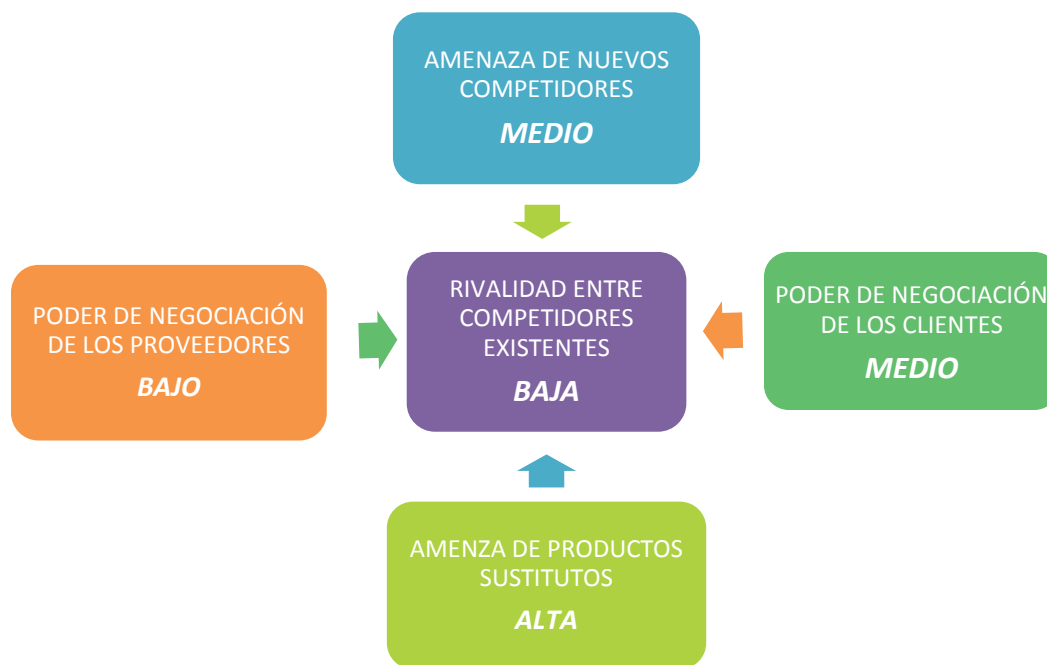 AMENAZA DE NUEVOS
COMPETIDORES
MEDIO
PODER DE NEGOCIACIÓN
DE LOS PROVEEDORES
BAJO
RIVALIDAD ENTRE
COMPETIDORES
EXISTENTES
BAJA
PODER DE NEGOCIACIÓN
DE LOS CLIENTES
MEDIO
AMENZA DE PRODUCTOS
SUSTITUTOS
ALTA